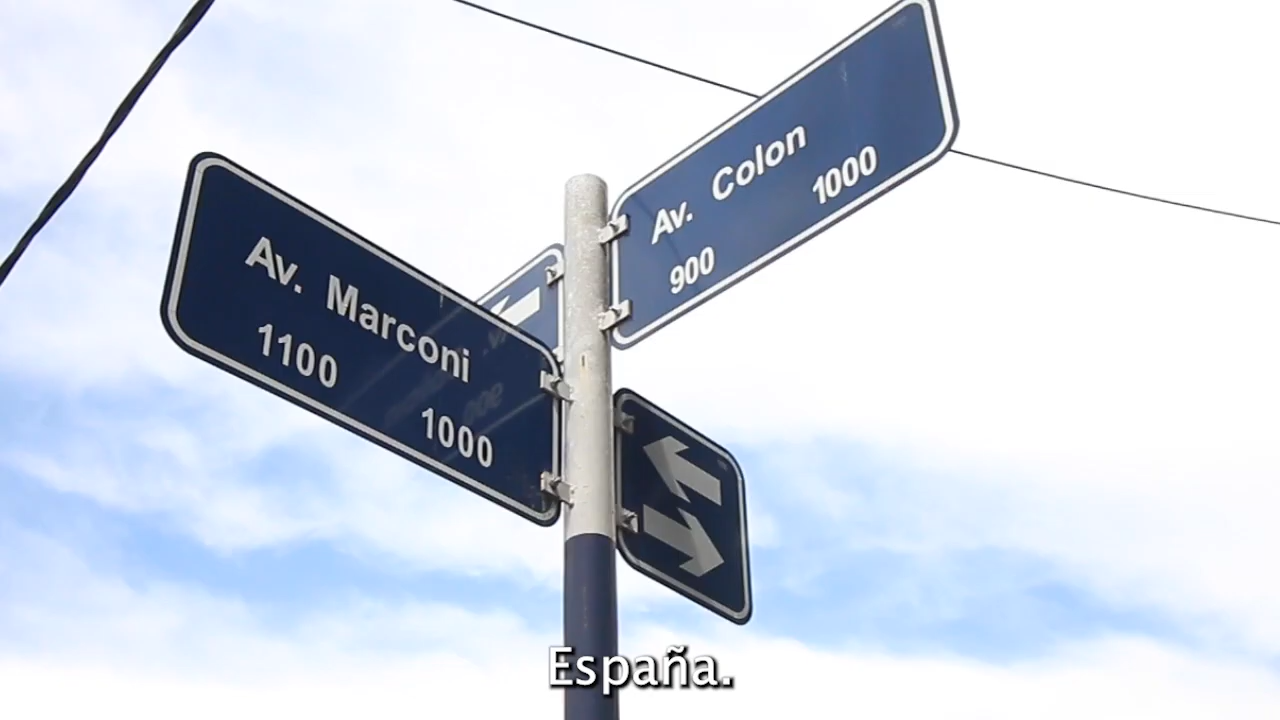 Av. Marconi
1100 1000
Av. Colon
900 1000
España.